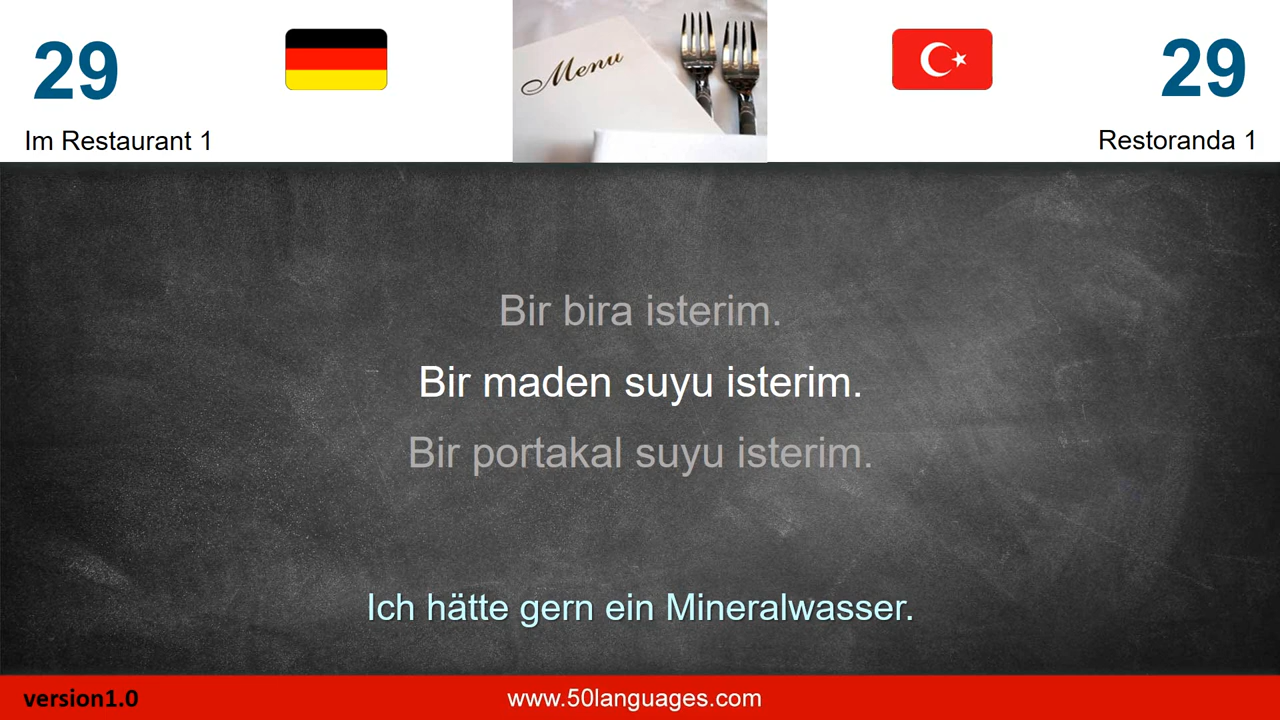 29
29
Menu
Im Restaurant 1
Restoranda 1
Bir bira isterim.
Bir maden suyu isterim.
Bir portakal suyu isterim.
Ich hätte gern ein Mineralwasser.
version1.0
www.50languages.com